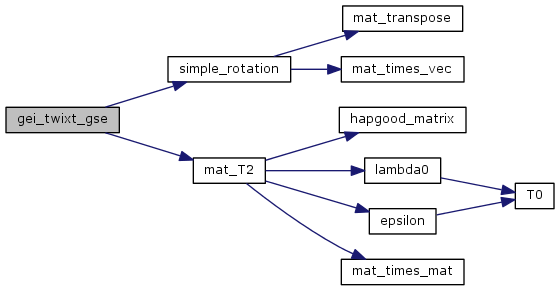 gei_twixt_gse
simple_rotation
mat_transpose
mat_times_vec
mat_T2
hapgood_matrix
lambda0
epsilon
T0
mat_times_mat